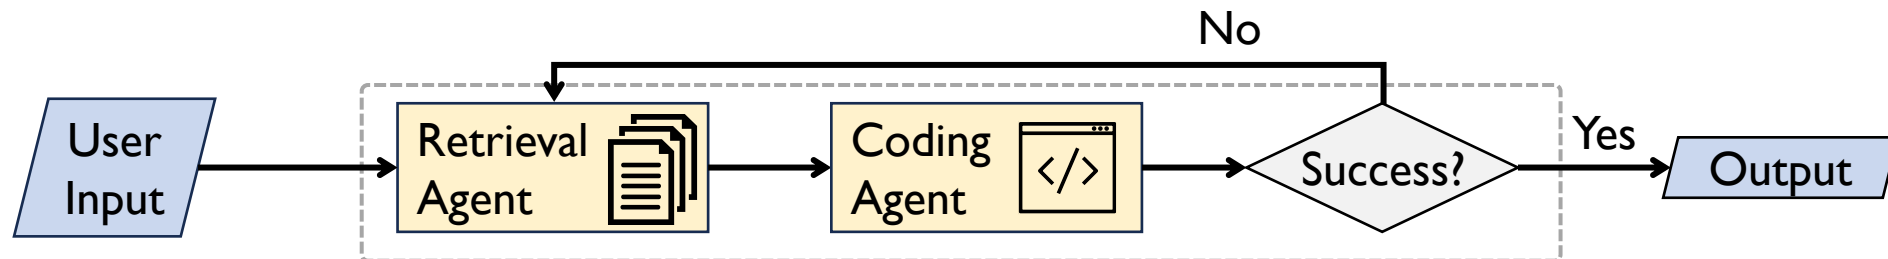 No
User
Input
Retrieval
Agent
Coding
Agent
</>
Success?
Yes
Output